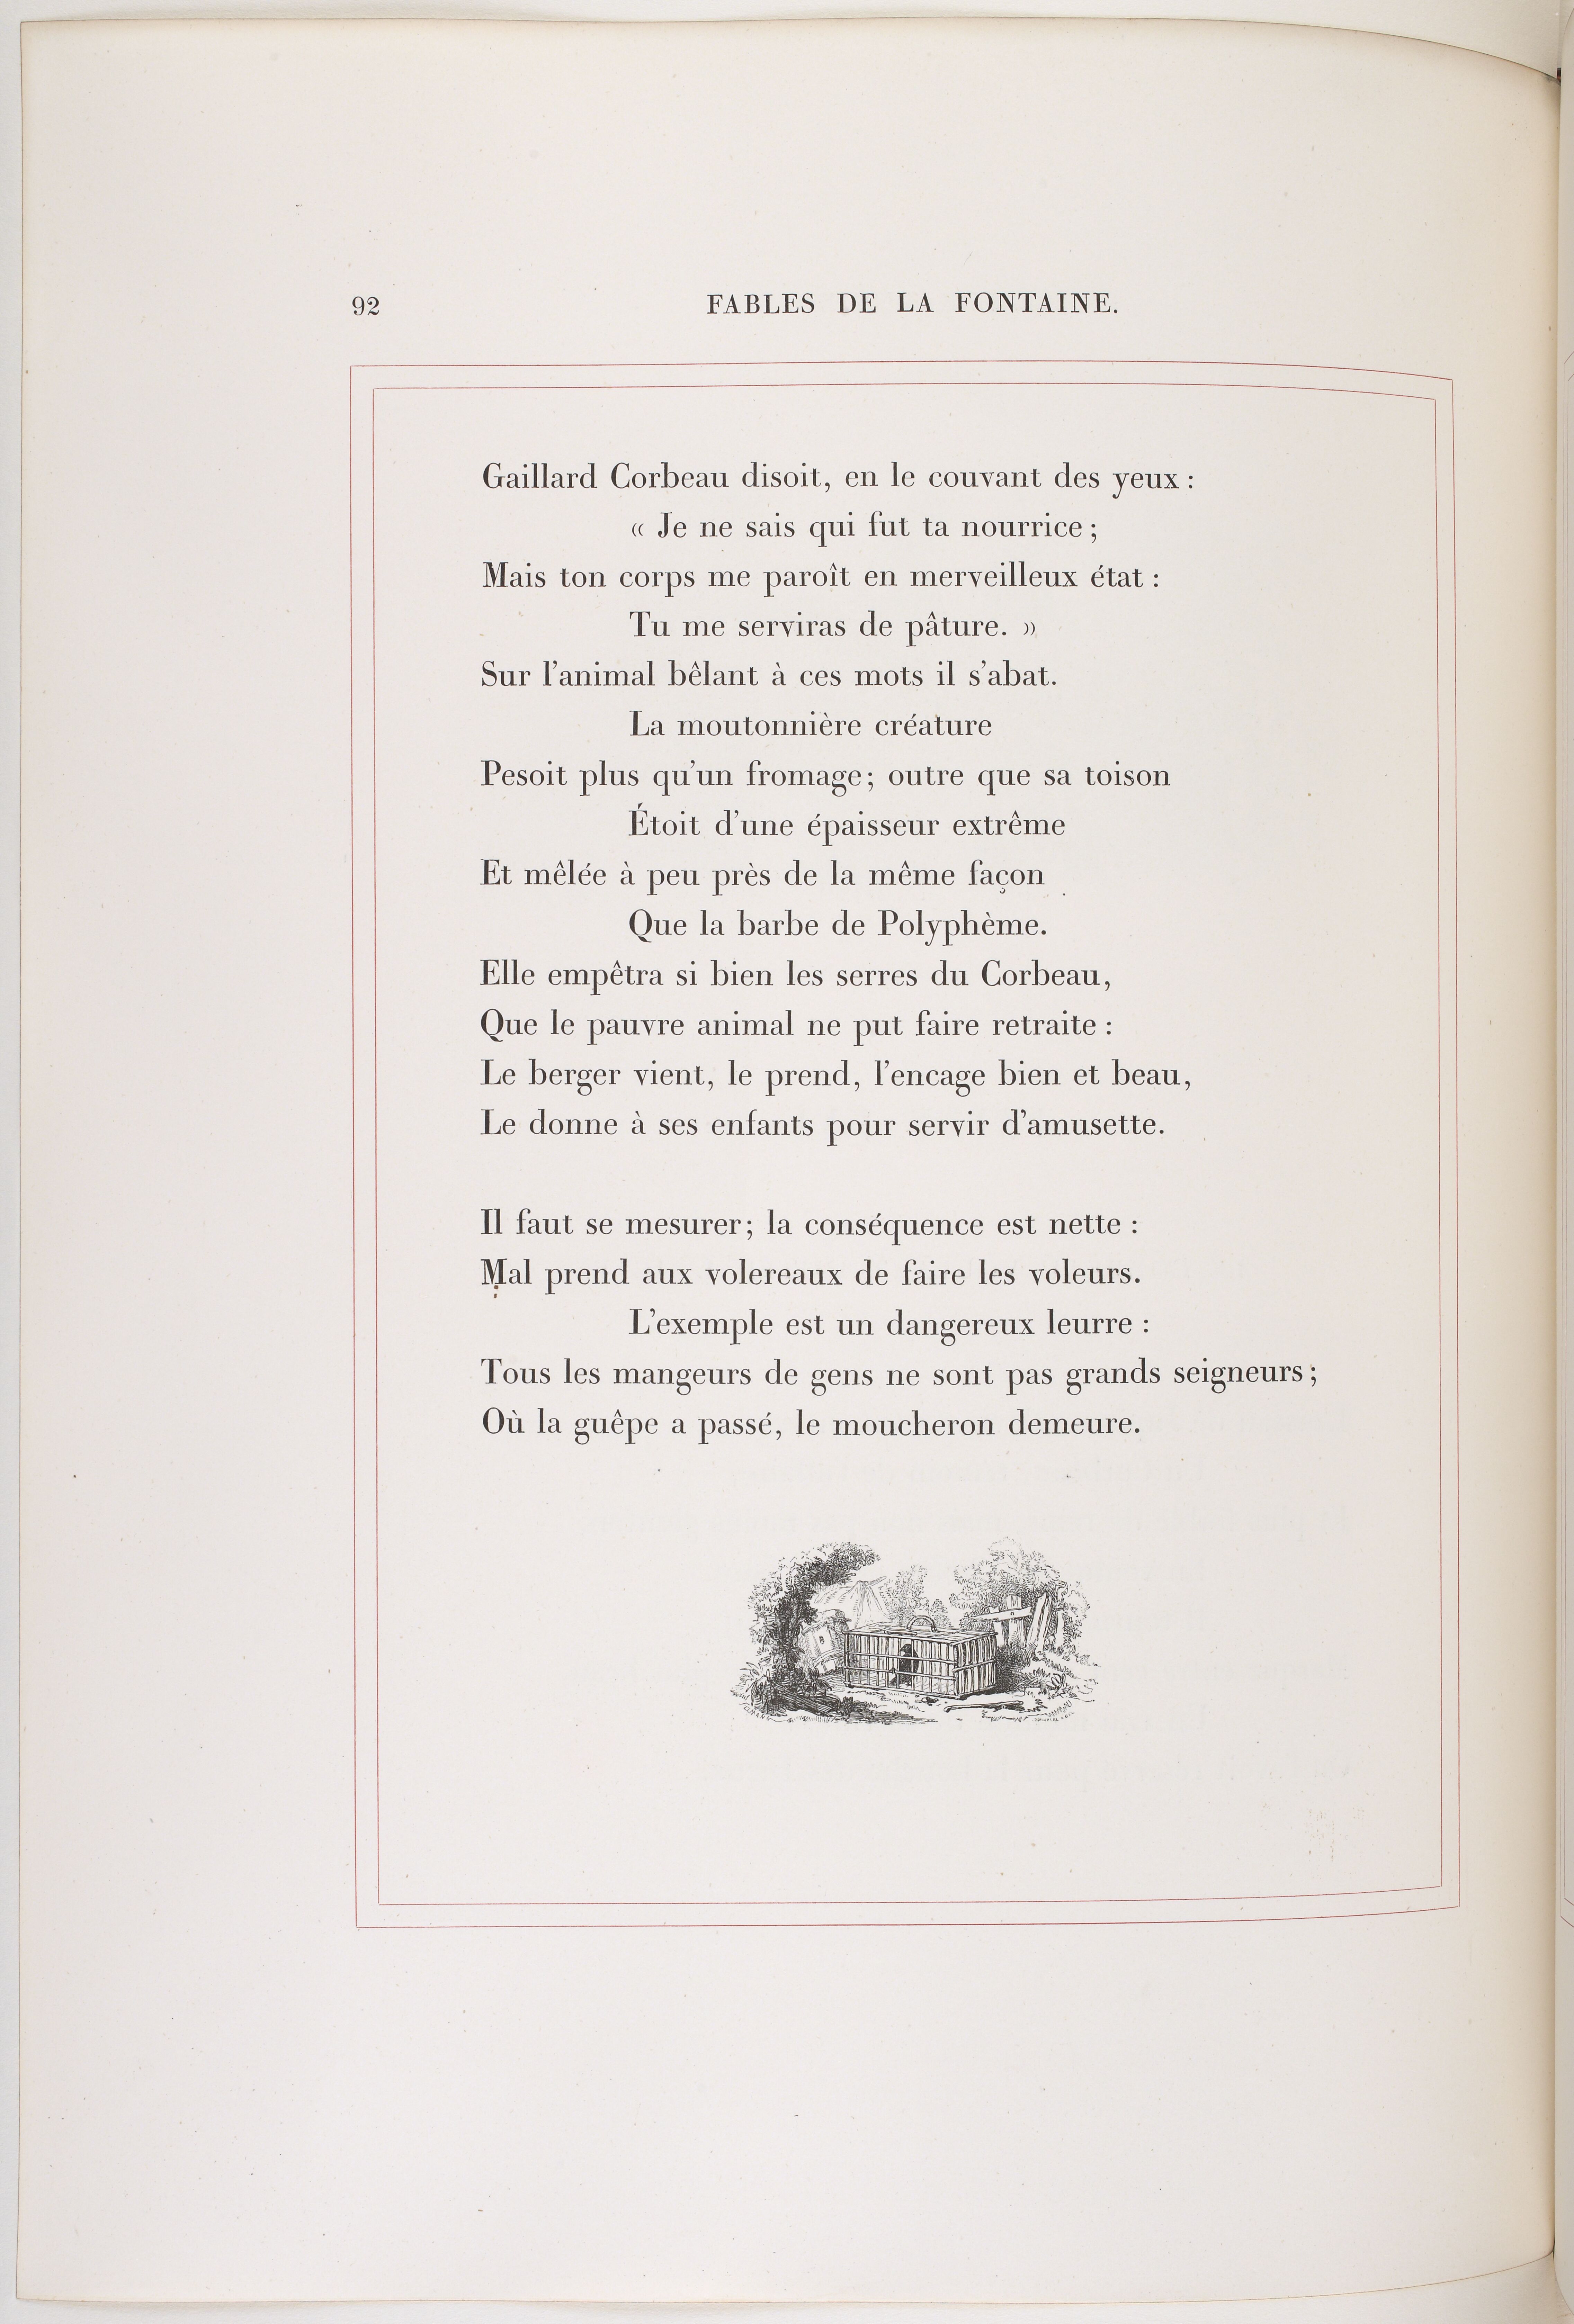 92
FABLES DE LA FONTAINE.
Gaillard Corbeau disoit, en le couvant des yeux :
« Je ne sais qui fut ta nourrice ;
Mais ton corps me paroît en merveilleux état :
Tu me serviras de pâture. »
Sur l'animal bêlant à ces mots il s'abat.
La moutonnière créature
Pesoit plus qu'un fromage; outre que sa toison
Étoit d'une épaisseur extrême
Et mêlée à peu près de la même façon
Que la barbe de Polyphème.
Elle empêtra si bien les serres du Corbeau,
Que le pauvre animal ne put faire retraite :
Le berger vient, le prend, l'encage bien et beau,
Le donne à ses enfants pour servir d'amusette.
Il faut se mesurer; la conséquence est nette :
Mal prend aux volereaux de faire les voleurs.
L'exemple est un dangereux leurre :
Tous les mangeurs de gens ne sont pas grands seigneurs ;
Où la guêpe a passé, le moucheron demeure.